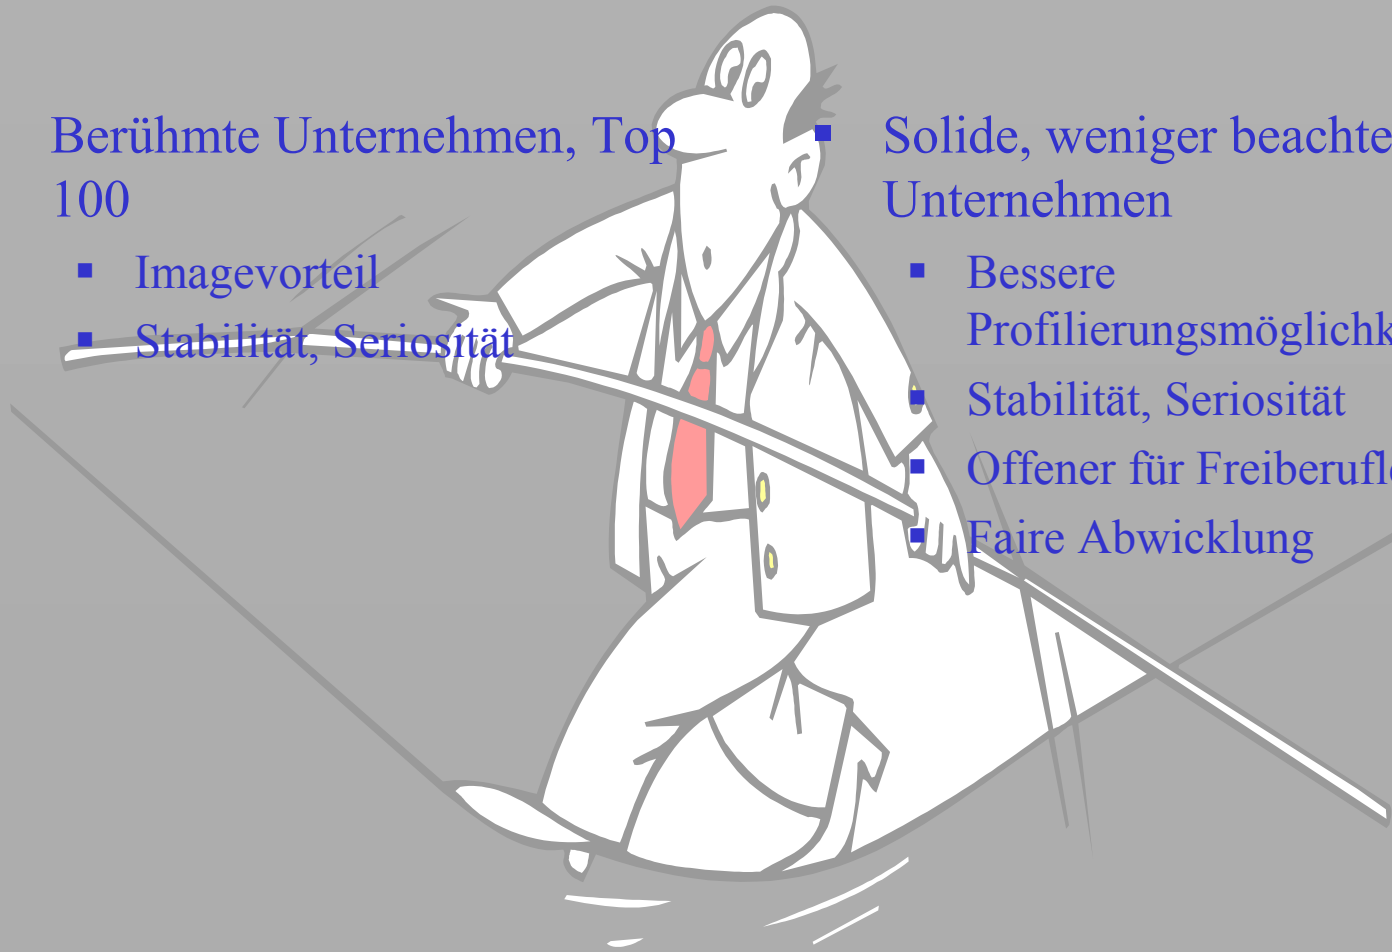 Berühmte Unternehmen, Top
100
▪ Imagevorteil
▪ Stabilität, Seriosität
▪ Solide, weniger beachte
Unternehmen
▪ Bessere
Profilierungsmöglichk
▪ Stabilität, Seriosität
▪ Offener für Freiberufl
▪ Faire Abwicklung